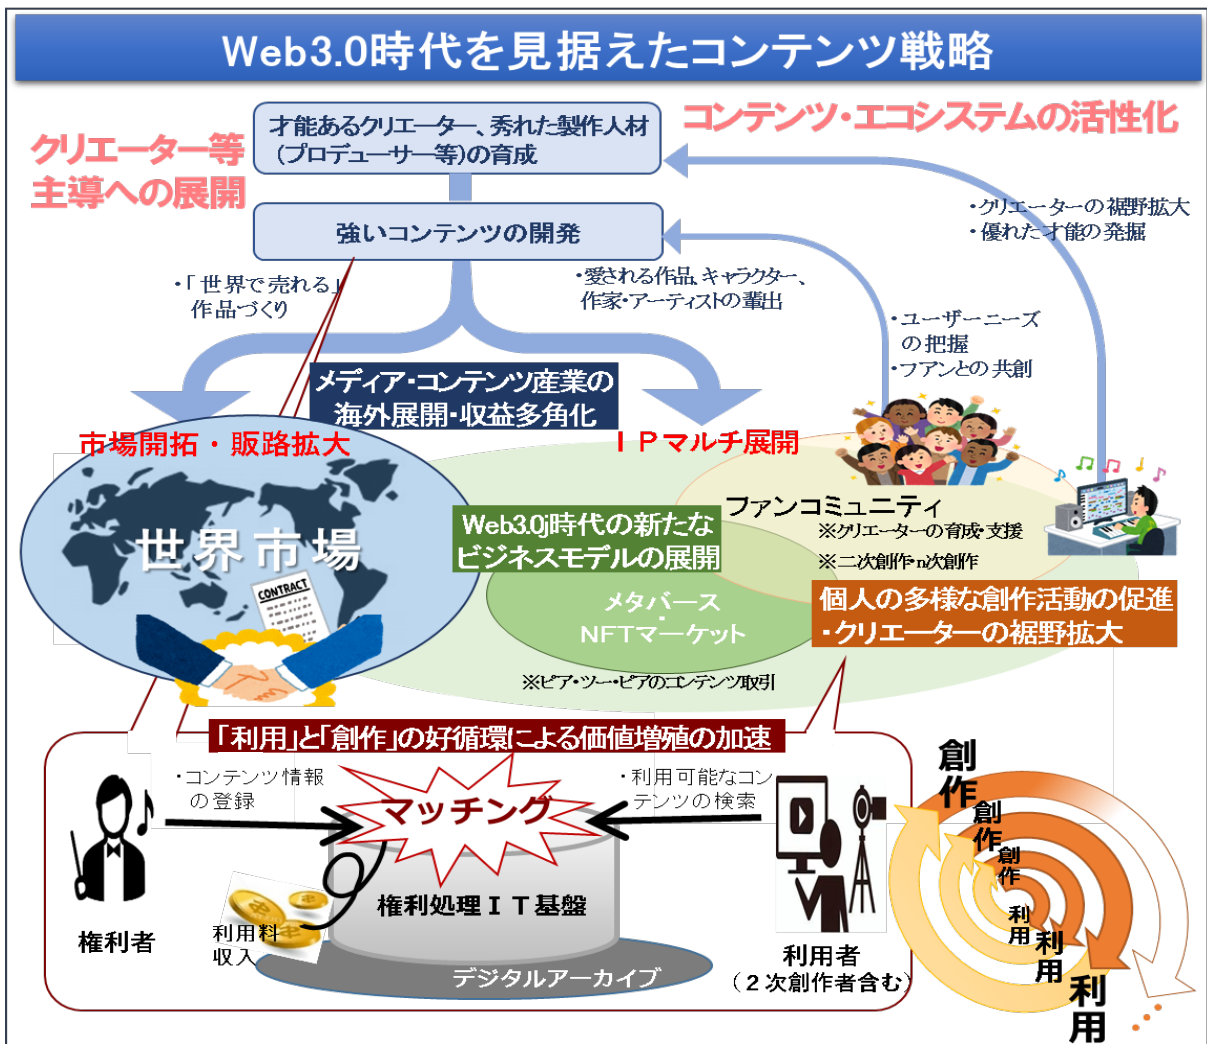 Web3.0時代を見据えたコンテンツ戦略
クリエーター等
主導への展開
才能あるクリエーター、秀れた製作人材
（プロデューサー等）の育成
コンテンツ・エコシステムの活性化
強いコンテンツの開発
・クリエーターの裾野拡大
・優れた才能の発掘
・「世界で売れる」
作品づくり
・愛される作品、キャラクター、
作家・アーティストの輩出
・ユーザーニーズ
の把握
・フアンとの共創
メディア・コンテンツ産業の
海外展開・収益多角化
市場開拓・販路拡大
ＩＰマルチ展開
世界市場
CONTRACT
ファンコミュニティ
※クリエーターの育成・支援
※二次創作・n次創作
Web3.0j時代の新たな
ビジネスモデルの展開
メタバース
・
NFTマーケット
個人の多様な創作活動の促進
・クリエーターの裾野拡大
※ピア・ツー・ピアのコンテンツ取引
「利用」と「創作」の好循環による価値増殖の加速
・コンテンツ情報
の登録
マッチング
・利用可能なコン
テンツの検索
権利処理ＩＴ基盤
権利者
利用料
収入
デジタルアーカイブ
利用者
（２次創作者含む）
創作
創作
創作
利用
利用
利用